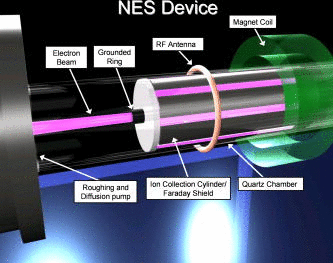 NES Device
Magnet Coil
RF Antenna
Electron
Beam
Grounded
Ring
Roughing and
Diffusion pump
Ion Collection Cylinder/
Faraday Shield
Quartz Chamber